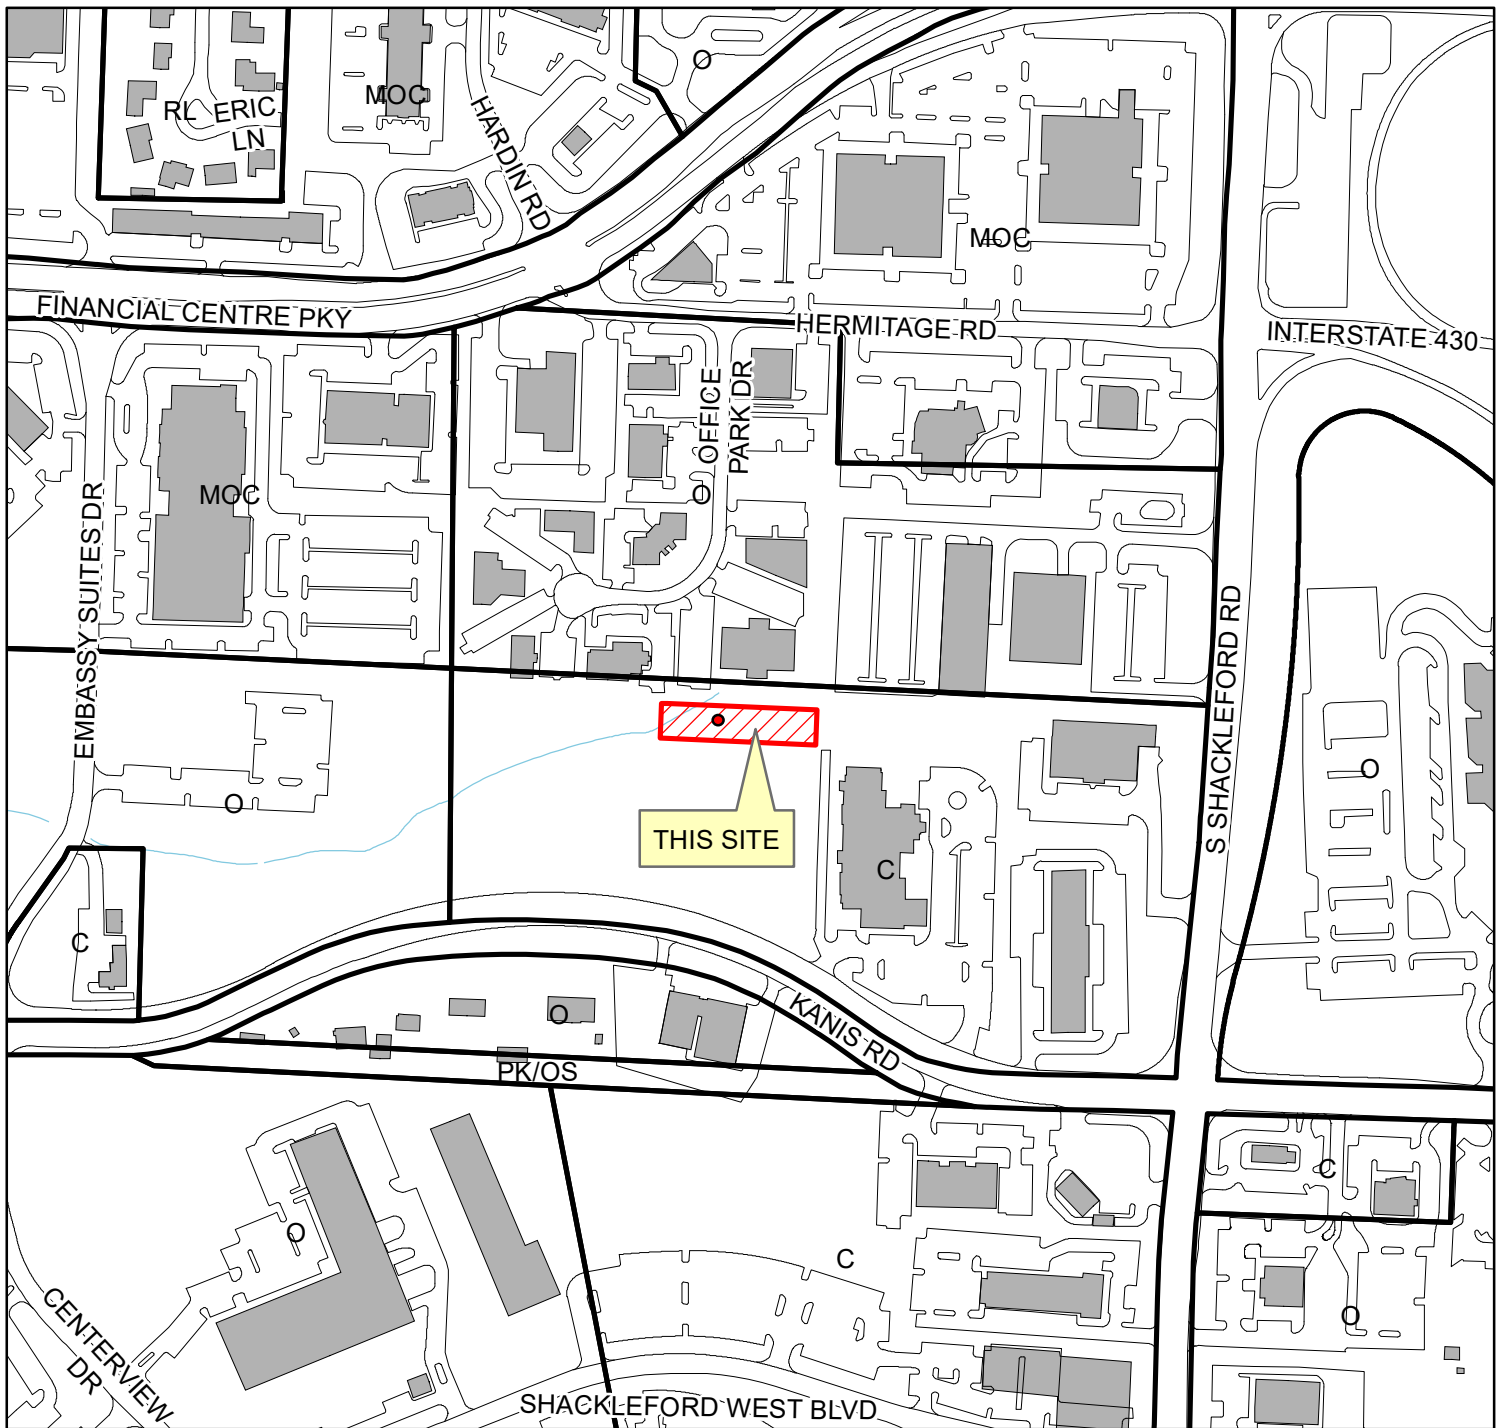 O
MOC
RL
ERIC
LN
HARDIN RD
MOC
FINANCIAL CENTRE PKY
HERMITAGE RD
INTERSTATE 430
OFFICE
PARK DR
MOC
O
EMBASSY SUITES DR
S SHACKLEFORD RD
O
O
THIS SITE
C
C
O
KANIS RD
PK/OS
C
O
C
O
CENTERVIEW
DR
SHACKLEFORD WEST BLVD